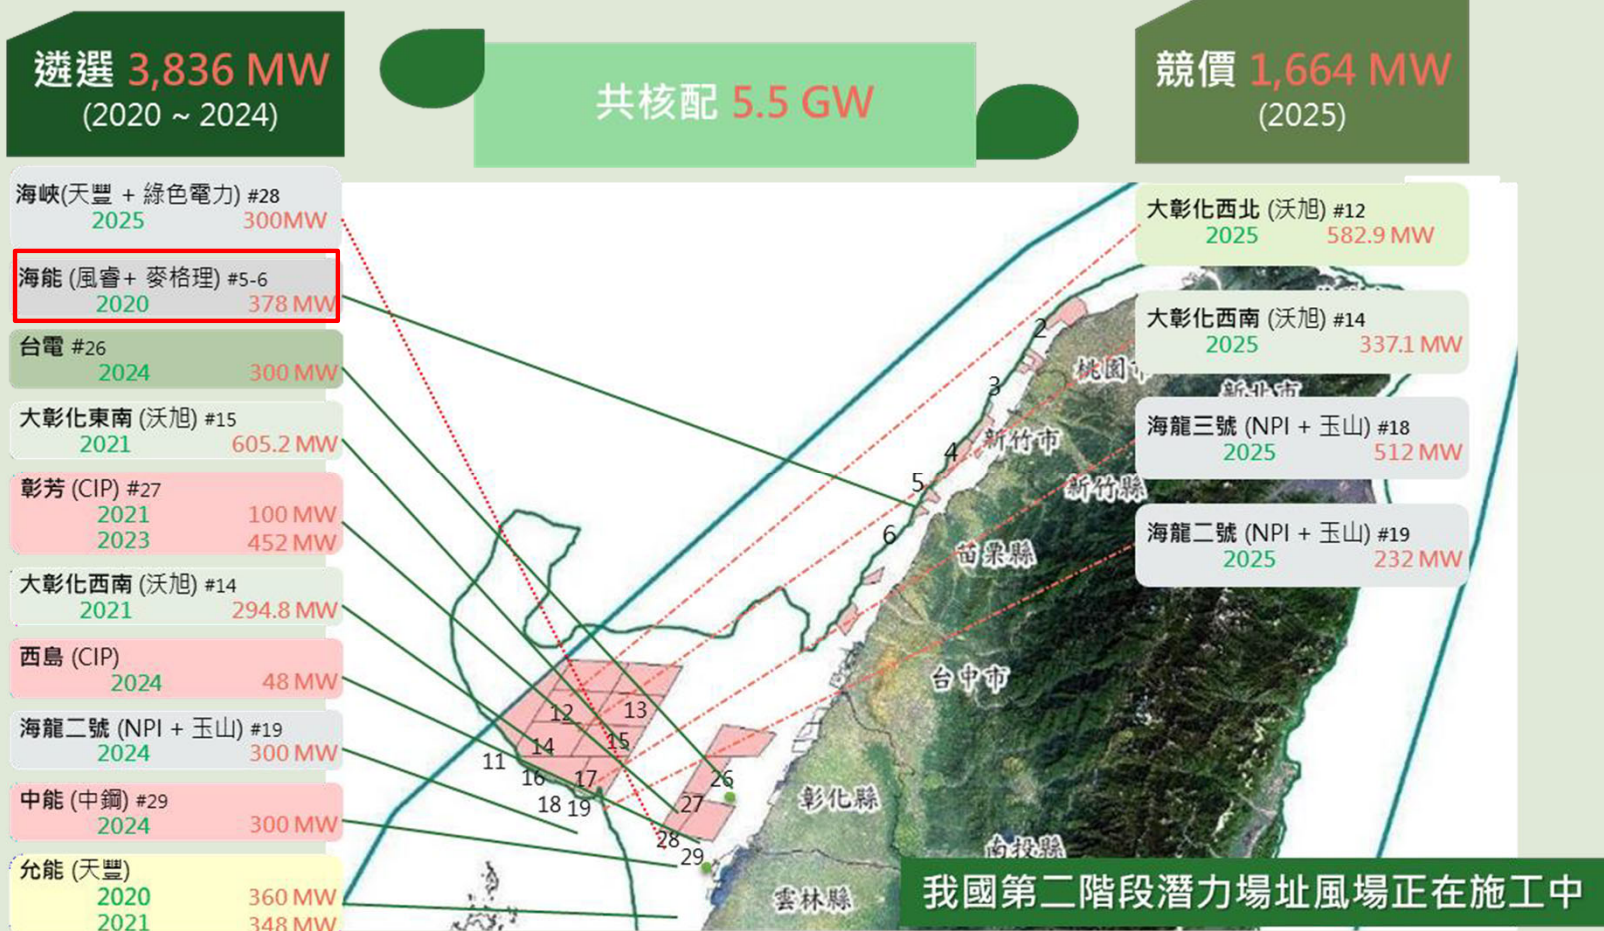 遴選 3,836 MW
(2020 ~ 2024)
共核配 5.5 GW
競價 1,664 MW
(2025)
海峽(天豐 + 綠色電力) #28
2025 300MW
海能 (風睿+ 麥格理) #5-6
2020 378 MW
台電 #26
2024 300 MW
大彰化東南 (沃旭) #15
2021 605.2 MW
彰芳 (CIP) #27
2021 100 MW
2023 452 MW
大彰化西南 (沃旭) #14
2021 294.8 MW
西島 (CIP)
2024 48 MW
海龍二號 (NPI + 玉山) #19
2024 300 MW
中能 (中鋼) #29
2024 300 MW
允能 (天豐)
2020 360 MW
2021 348 MW
大彰化西北 (沃旭) #12
2025 582.9 MW
大彰化西南 (沃旭) #14
2025 337.1 MW
海龍三號 (NPI + 玉山) #18
2025 512 MW
海龍二號 (NPI + 玉山) #19
2025 232 MW
2
桃園市
新北市
3
新竹市
4
新竹縣
5
6
苗栗縣
台中市
12
13
14
15
11
16
17
18
19
26
27
28
29
彰化縣
南投縣
雲林縣
我國第二階段潛力場址風場正在施工中